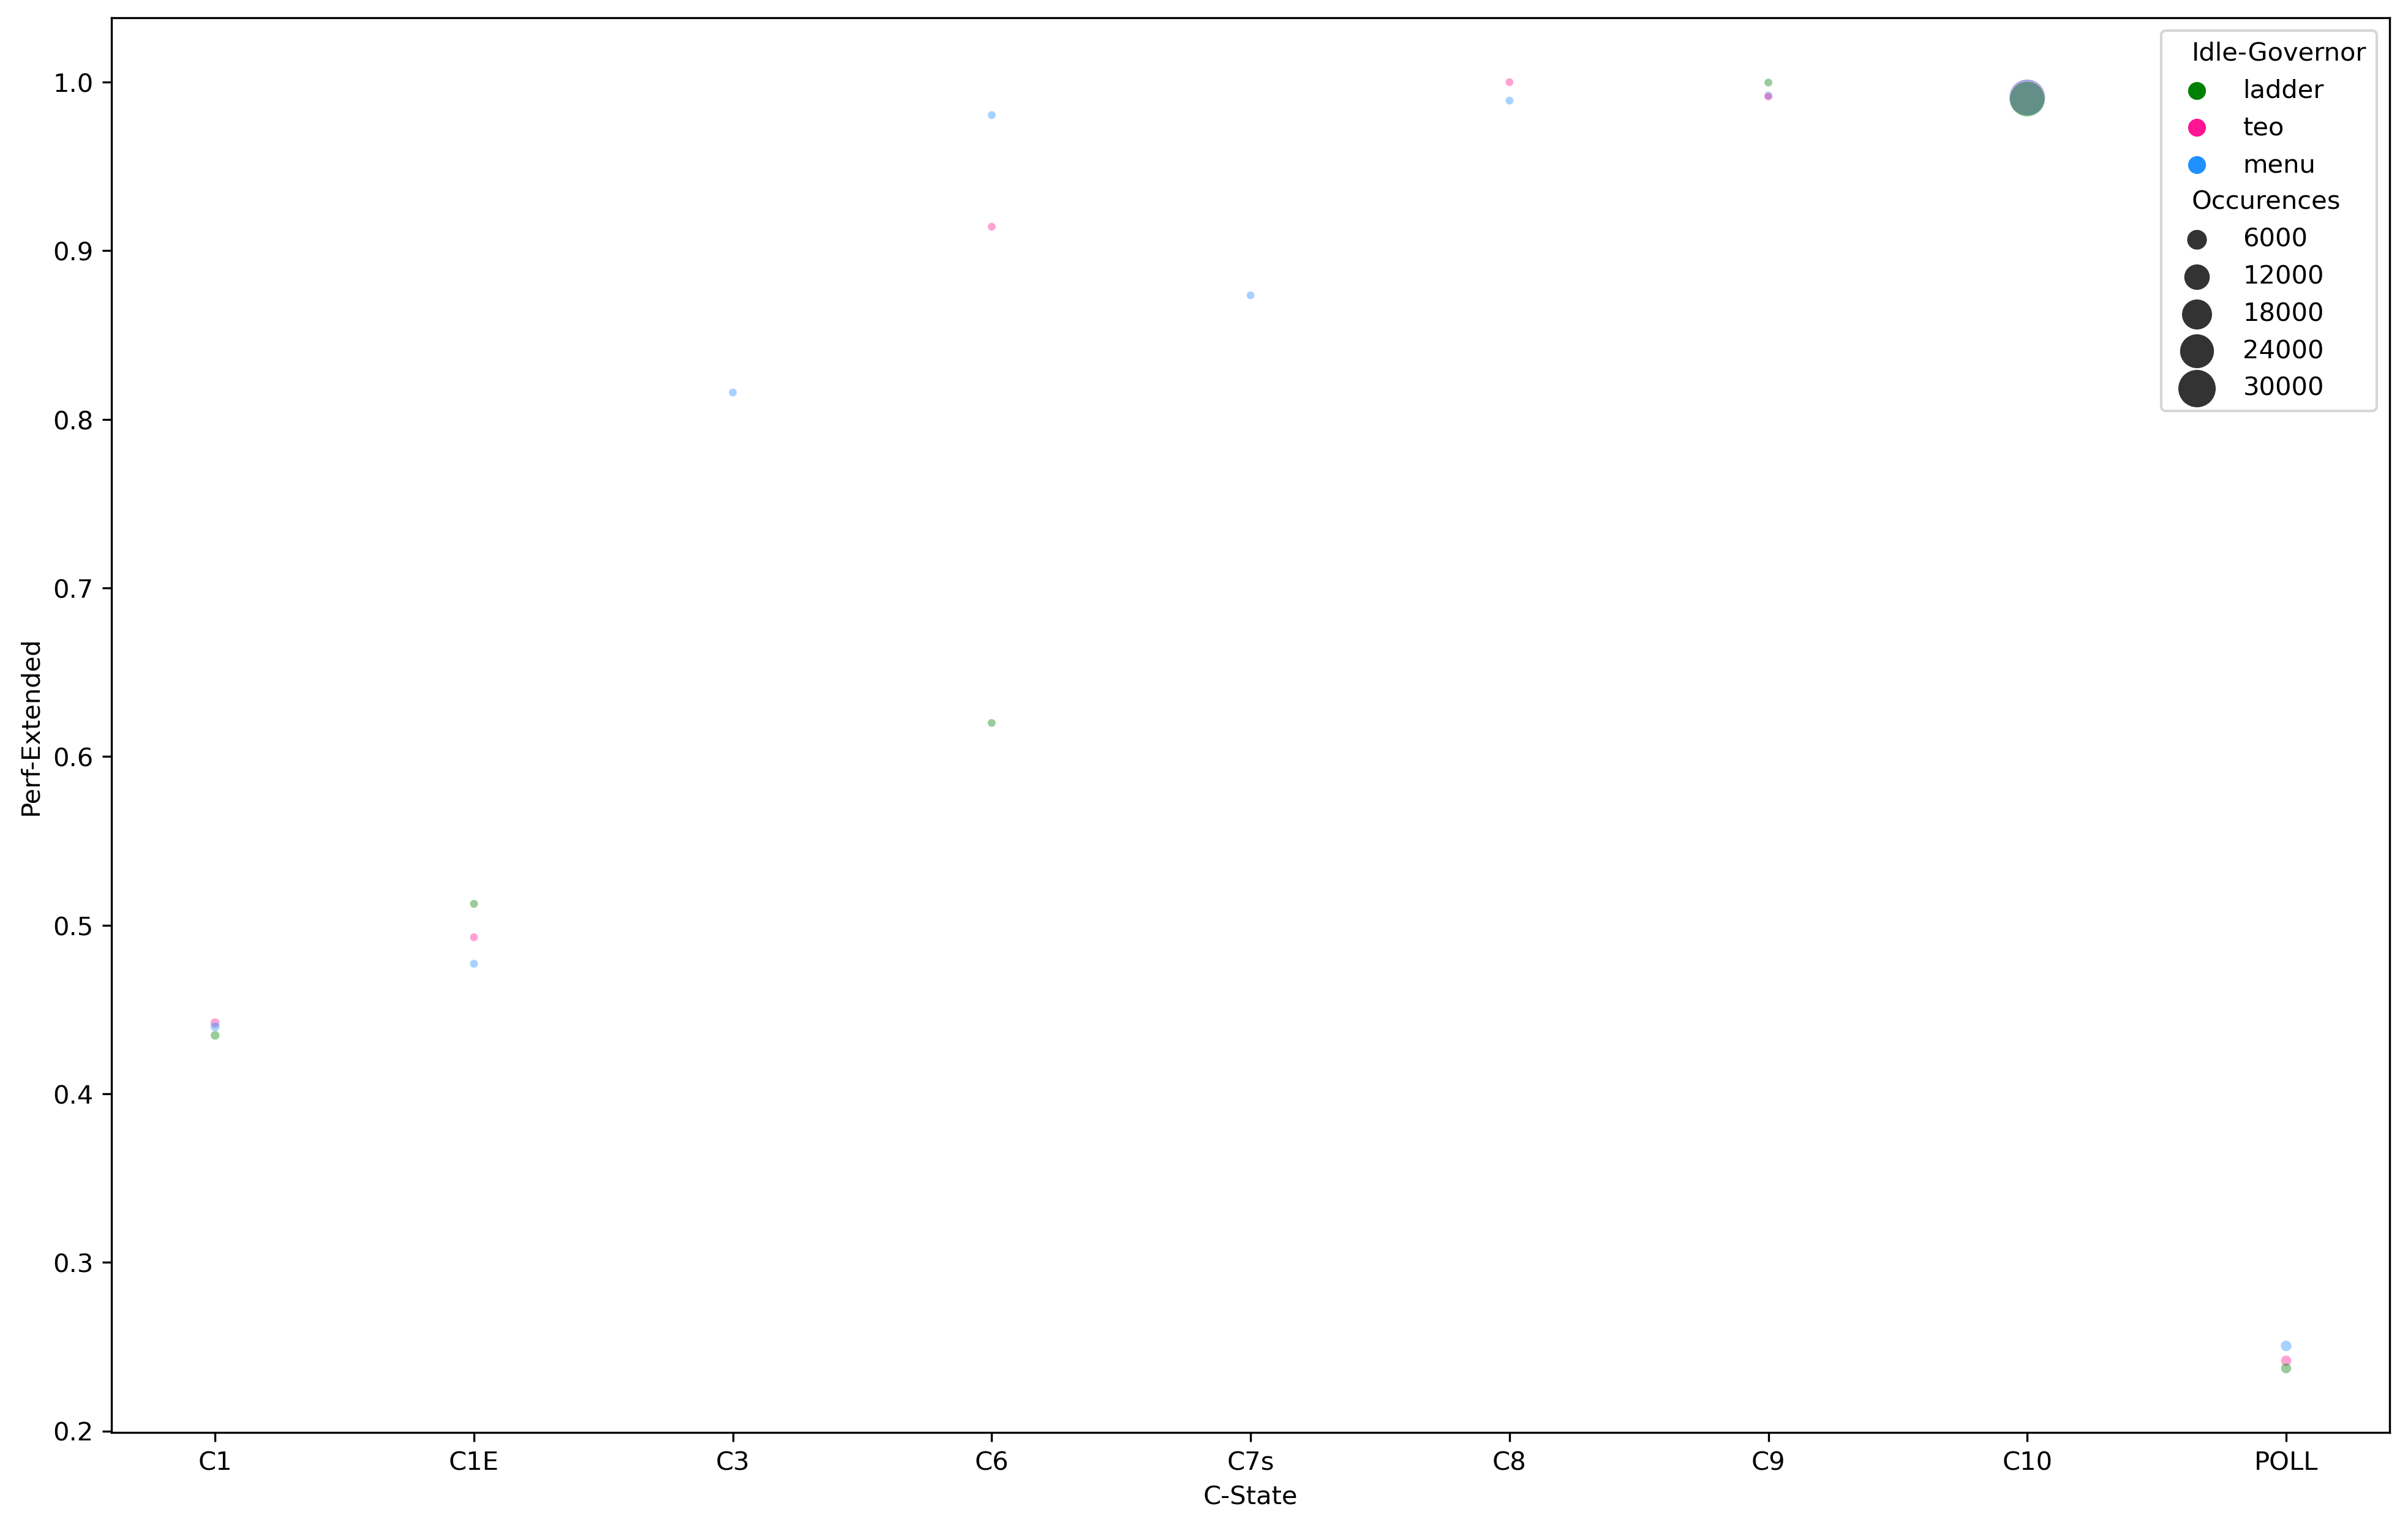 Idle-Governor
ladder
teo
menu
Occurences
6000
12000
18000
24000
30000
1.0
0.9
0.8
0.7
0.6
0.5
0.4
0.3
0.2
Perf-Extended
C1 C1E C3 C6 C7s C8 C9 C10 POLL
C-State